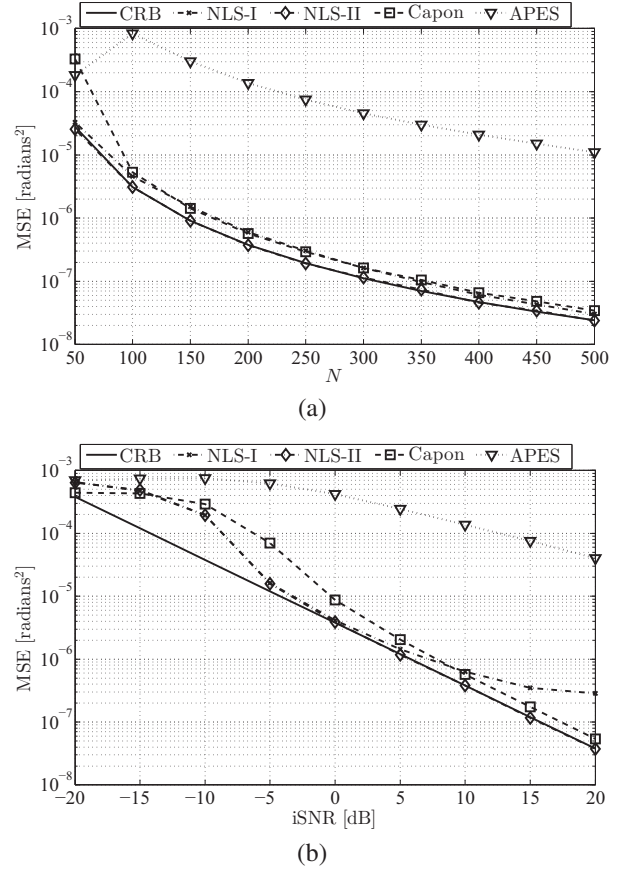 CRB NLS-I NLS-II Capon APES
10⁻³
10⁻⁴
10⁻⁵
10⁻⁶
10⁻⁷
10⁻⁸
MSE [radians²]
50 100 150 200 250 300 350 400 450 500
N
(a)
CRB NLS-I NLS-II Capon APES
10⁻³
10⁻⁴
10⁻⁵
10⁻⁶
10⁻⁷
10⁻⁸
MSE [radians²]
−20 −15 −10 −5 0 5 10 15 20
iSNR [dB]
(b)